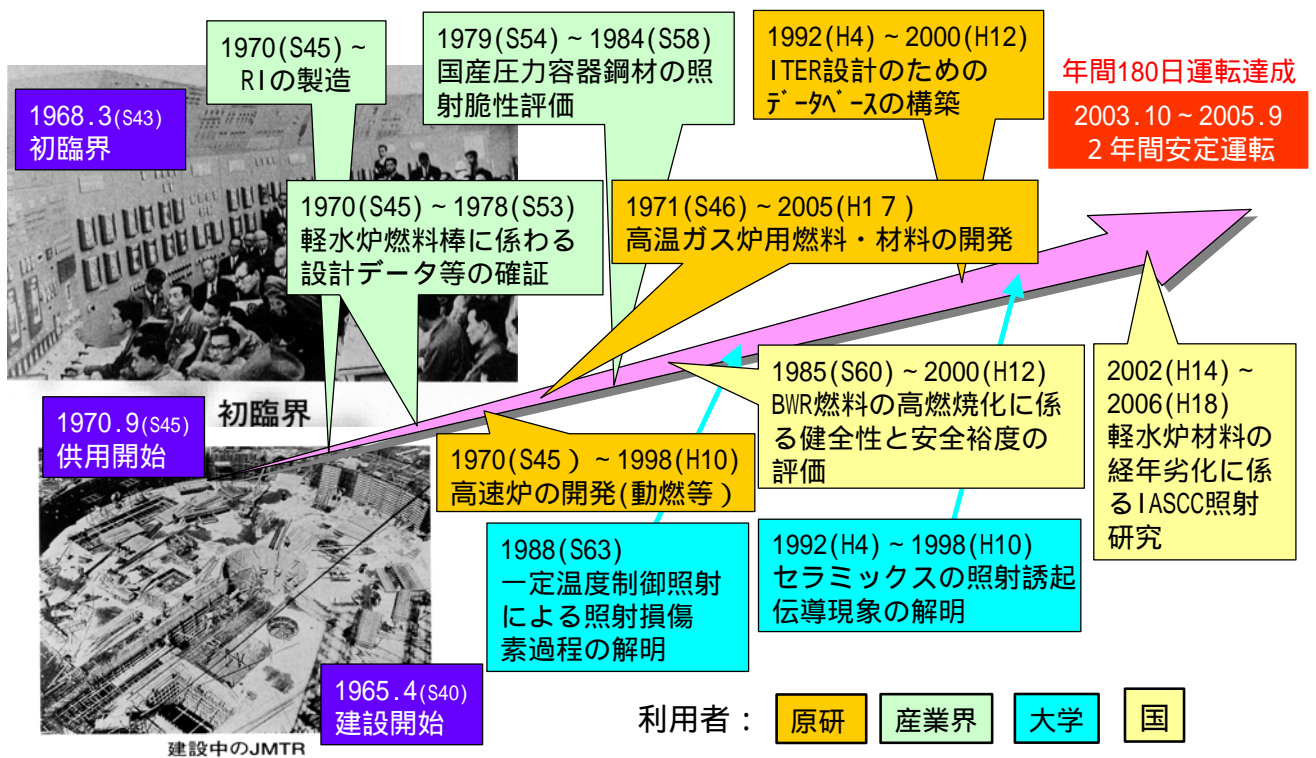 1970(S45)~
RIの製造
1979(S54)~1984(S58)
国産圧力容器鋼材の照
射脆性評価
1992(H4)~2000(H12)
ITER設計のための
ﾃﾞｰﾀﾍﾞｰｽの構築
年間180日運転達成
2003.10~2005.9
2年間安定運転
1968.3(S43)
初臨界
1970(S45)~1978(S53)
軽水炉燃料棒に係わる
設計データ等の確証
1971(S46)~2005(H17)
高温ガス炉用燃料・材料の開発
初臨界
1970.9(S45)
供用開始
1970(S45)~1998(H10)
高速炉の開発(動燃等)
1985(S60)~2000(H12)
BWR燃料の高燃焼化に係
る健全性と安全裕度の
評価
2002(H14)~
2006(H18)
軽水炉材料の
経年劣化に係
るIASCC照射
研究
1988(S63)
一定温度制御照射
による照射損傷
素過程の解明
1992(H4)~1998(H10)
セラミックスの照射誘起
伝導現象の解明
1965.4(S40)
建設開始
建設中のJMTR
利用者: 原研 産業界 大学 国